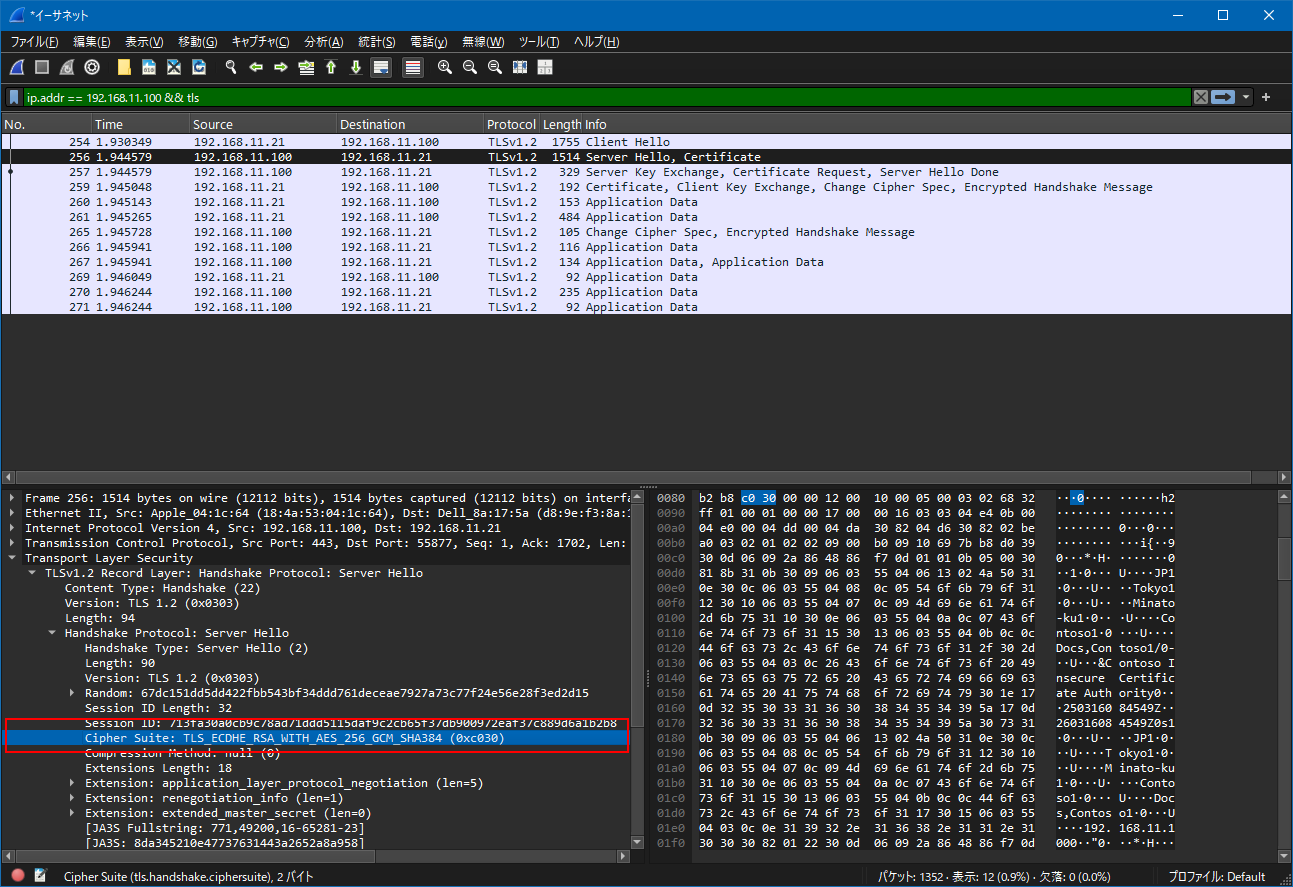 *イーサネット
ファイル(F) 編集(E) 表示(V) 移動(G) キャプチャ(C) 分析(A) 統計(S) 電話(y) 無線(W) ツール(T) ヘルプ(H)
ip.addr == 192.168.11.100 && tls
No. Time Source Destination Protocol Length Info
254 1.930349 192.168.11.21 192.168.11.100 TLSv1.2 1755 Client Hello
256 1.944579 192.168.11.100 192.168.11.21 TLSv1.2 1514 Server Hello, Certificate
257 1.944579 192.168.11.100 192.168.11.21 TLSv1.2 329 Server Key Exchange, Certificate Request, Server Hello Done
259 1.945048 192.168.11.21 192.168.11.100 TLSv1.2 192 Certificate, Client Key Exchange, Change Cipher Spec, Encrypted Handshake Message
260 1.945143 192.168.11.21 192.168.11.100 TLSv1.2 153 Application Data
261 1.945265 192.168.11.21 192.168.11.100 TLSv1.2 484 Application Data
265 1.945728 192.168.11.100 192.168.11.21 TLSv1.2 105 Change Cipher Spec, Encrypted Handshake Message
266 1.945941 192.168.11.100 192.168.11.21 TLSv1.2 116 Application Data
267 1.945941 192.168.11.100 192.168.11.21 TLSv1.2 134 Application Data, Application Data
269 1.946049 192.168.11.21 192.168.11.100 TLSv1.2 92 Application Data
270 1.946244 192.168.11.100 192.168.11.21 TLSv1.2 235 Application Data
271 1.946244 192.168.11.100 192.168.11.21 TLSv1.2 92 Application Data
Frame 256: 1514 bytes on wire (12112 bits), 1514 bytes captured (12112 bits) on interfa
Ethernet II, Src: Apple_04:1c:64 (18:4a:53:04:1c:64), Dst: Dell_8a:17:5a (d8:9e:f3:8a:1
Internet Protocol Version 4, Src: 192.168.11.100, Dst: 192.168.11.21
Transmission Control Protocol, Src Port: 443, Dst Port: 55877, Seq: 1, Ack: 1702, Len:
Transport Layer Security
TLSv1.2 Record Layer: Handshake Protocol: Server Hello
Content Type: Handshake (22)
Version: TLS 1.2 (0x0303)
Length: 94
Handshake Protocol: Server Hello
Handshake Type: Server Hello (2)
Length: 90
Version: TLS 1.2 (0x0303)
Random: 67dc151dd5dd422fbb543bf34ddd761deceae7927a73c77f24e56e28f3ed2d15
Session ID Length: 32
Session ID: 713fa30a0cb9c78ad71ddd5115daf9c2cb65f37db900972eaf37c889d6a1b2b8
Cipher Suite: TLS_ECDHE_RSA_WITH_AES_256_GCM_SHA384 (0xc030)
Compression Method: null (0)
Extensions Length: 18
Extension: application_layer_protocol_negotiation (len=5)
Extension: renegotiation_info (len=1)
Extension: extended_master_secret (len=0)
[JA3S Fullstring: 771,49200,16-65281-23]
[JA3S: 8da345210e47737631443a2652a8a958]
0080 b2 b8 c0 30 00 00 12 00 10 00 05 00 03 02 68 32 ···0···· ······h2
0090 ff 01 00 01 00 00 17 00 00 16 03 03 04 e4 0b 00 ········ ········
00a0 04 e0 00 04 dd 00 04 da 30 82 04 d6 30 82 02 be ········ 0···0···
00b0 a0 03 02 01 02 02 09 00 b0 09 10 69 7b b8 d0 39 ········ ···i{··9
00c0 30 0d 06 09 2a 86 48 86 f7 0d 01 01 0b 05 00 30 0···*·H· ·······0
00d0 81 8b 31 0b 30 09 06 03 55 04 06 13 02 4a 50 31 ··1·0··· U····JP1
00e0 0e 30 0c 06 03 55 04 08 0c 05 54 6f 6b 79 6f 31 ·0···U·· ··Tokyo1
00f0 12 30 10 06 03 55 04 07 0c 09 4d 69 6e 61 74 6f ·0···U·· ··Minato
0100 2d 6b 75 31 10 30 0e 06 03 55 04 0a 0c 07 43 6f -ku1·0·· ·U····Co
0110 6e 74 6f 73 6f 31 15 30 13 06 03 55 04 0b 0c 0c ntoso1·0 ···U····
0120 44 6f 63 73 2c 43 6f 6e 74 6f 73 6f 31 2f 30 2d Docs,Con toso1/0-
0130 06 03 55 04 03 0c 26 43 6f 6e 74 6f 73 6f 20 49 ··U···&C ontoso I
0140 6e 73 65 63 75 72 65 20 43 65 72 74 69 66 69 63 nsecure Certific
0150 61 74 65 20 41 75 74 68 6f 72 69 74 79 30 1e 17 ate Auth ority0··
0160 0d 32 35 30 33 31 36 30 38 34 35 34 39 5a 17 0d ·2503160 84549Z··
0170 32 36 30 33 31 36 30 38 34 35 34 39 5a 30 73 31 26031608 4549Z0s1
0180 0b 30 09 06 03 55 04 06 13 02 4a 50 31 0e 30 0c ·0···U·· ··JP1·0·
0190 06 03 55 04 08 0c 05 54 6f 6b 79 6f 31 12 30 10 ··U····T okyo1·0·
01a0 06 03 55 04 07 0c 09 4d 69 6e 61 74 6f 2d 6b 75 ··U····M inato-ku
01b0 31 10 30 0e 06 03 55 04 0a 0c 07 43 6f 6e 74 6f 1·0···U· ···Conto
01c0 73 6f 31 15 30 13 06 03 55 04 0b 0c 0c 44 6f 63 so1·0··· U····Doc
01d0 73 2c 43 6f 6e 74 6f 73 6f 31 17 30 15 06 03 55 s,Contos o1·0···U
01e0 04 03 0c 0e 31 39 32 2e 31 36 38 2e 31 31 2e 31 ····192. 168.11.1
01f0 30 30 30 82 01 22 30 0d 06 09 2a 86 48 86 f7 0d 000··"0· ··*·H···
Cipher Suite (tls.handshake.ciphersuite), 2 バイト パケット: 1352 · 表示: 12 (0.9%) · 欠落: 0 (0.0%) プロファイル: Default